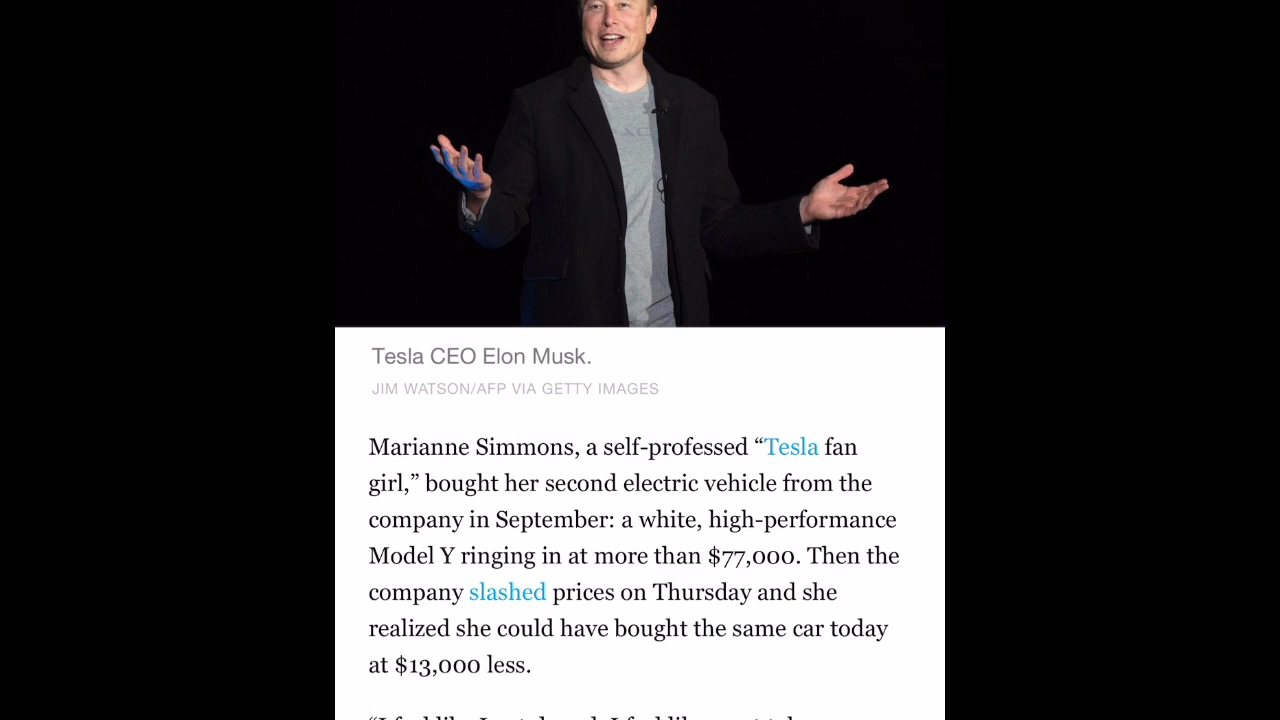 Tesla CEO Elon Musk.
JIM WATSON/AFP VIA GETTY IMAGES
Marianne Simmons, a self-professed “Tesla fan
girl,” bought her second electric vehicle from the
company in September: a white, high-performance
Model Y ringing in at more than $77,000. Then the
company slashed prices on Thursday and she
realized she could have bought the same car today
at $13,000 less.